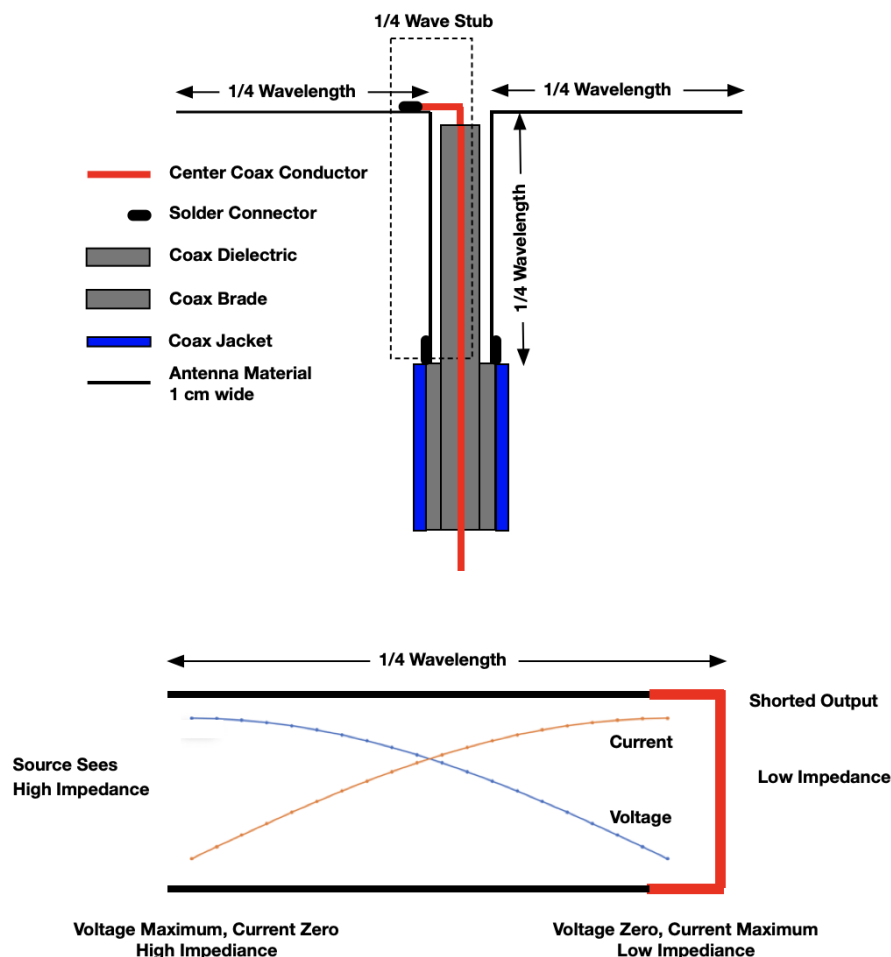 1/4 Wave Stub
1/4 Wavelength
1/4 Wavelength
Center Coax Conductor
Solder Connector
1/4 Wavelength
Coax Dielectric
Coax Brade
Coax Jacket
Antenna Material
1 cm wide
1/4 Wavelength
Shorted Output
Current
Source Sees
High Impedance
Low Impedance
Voltage
Voltage Maximum, Current Zero
High Impediance
Voltage Zero, Current Maximum
Low Impedance